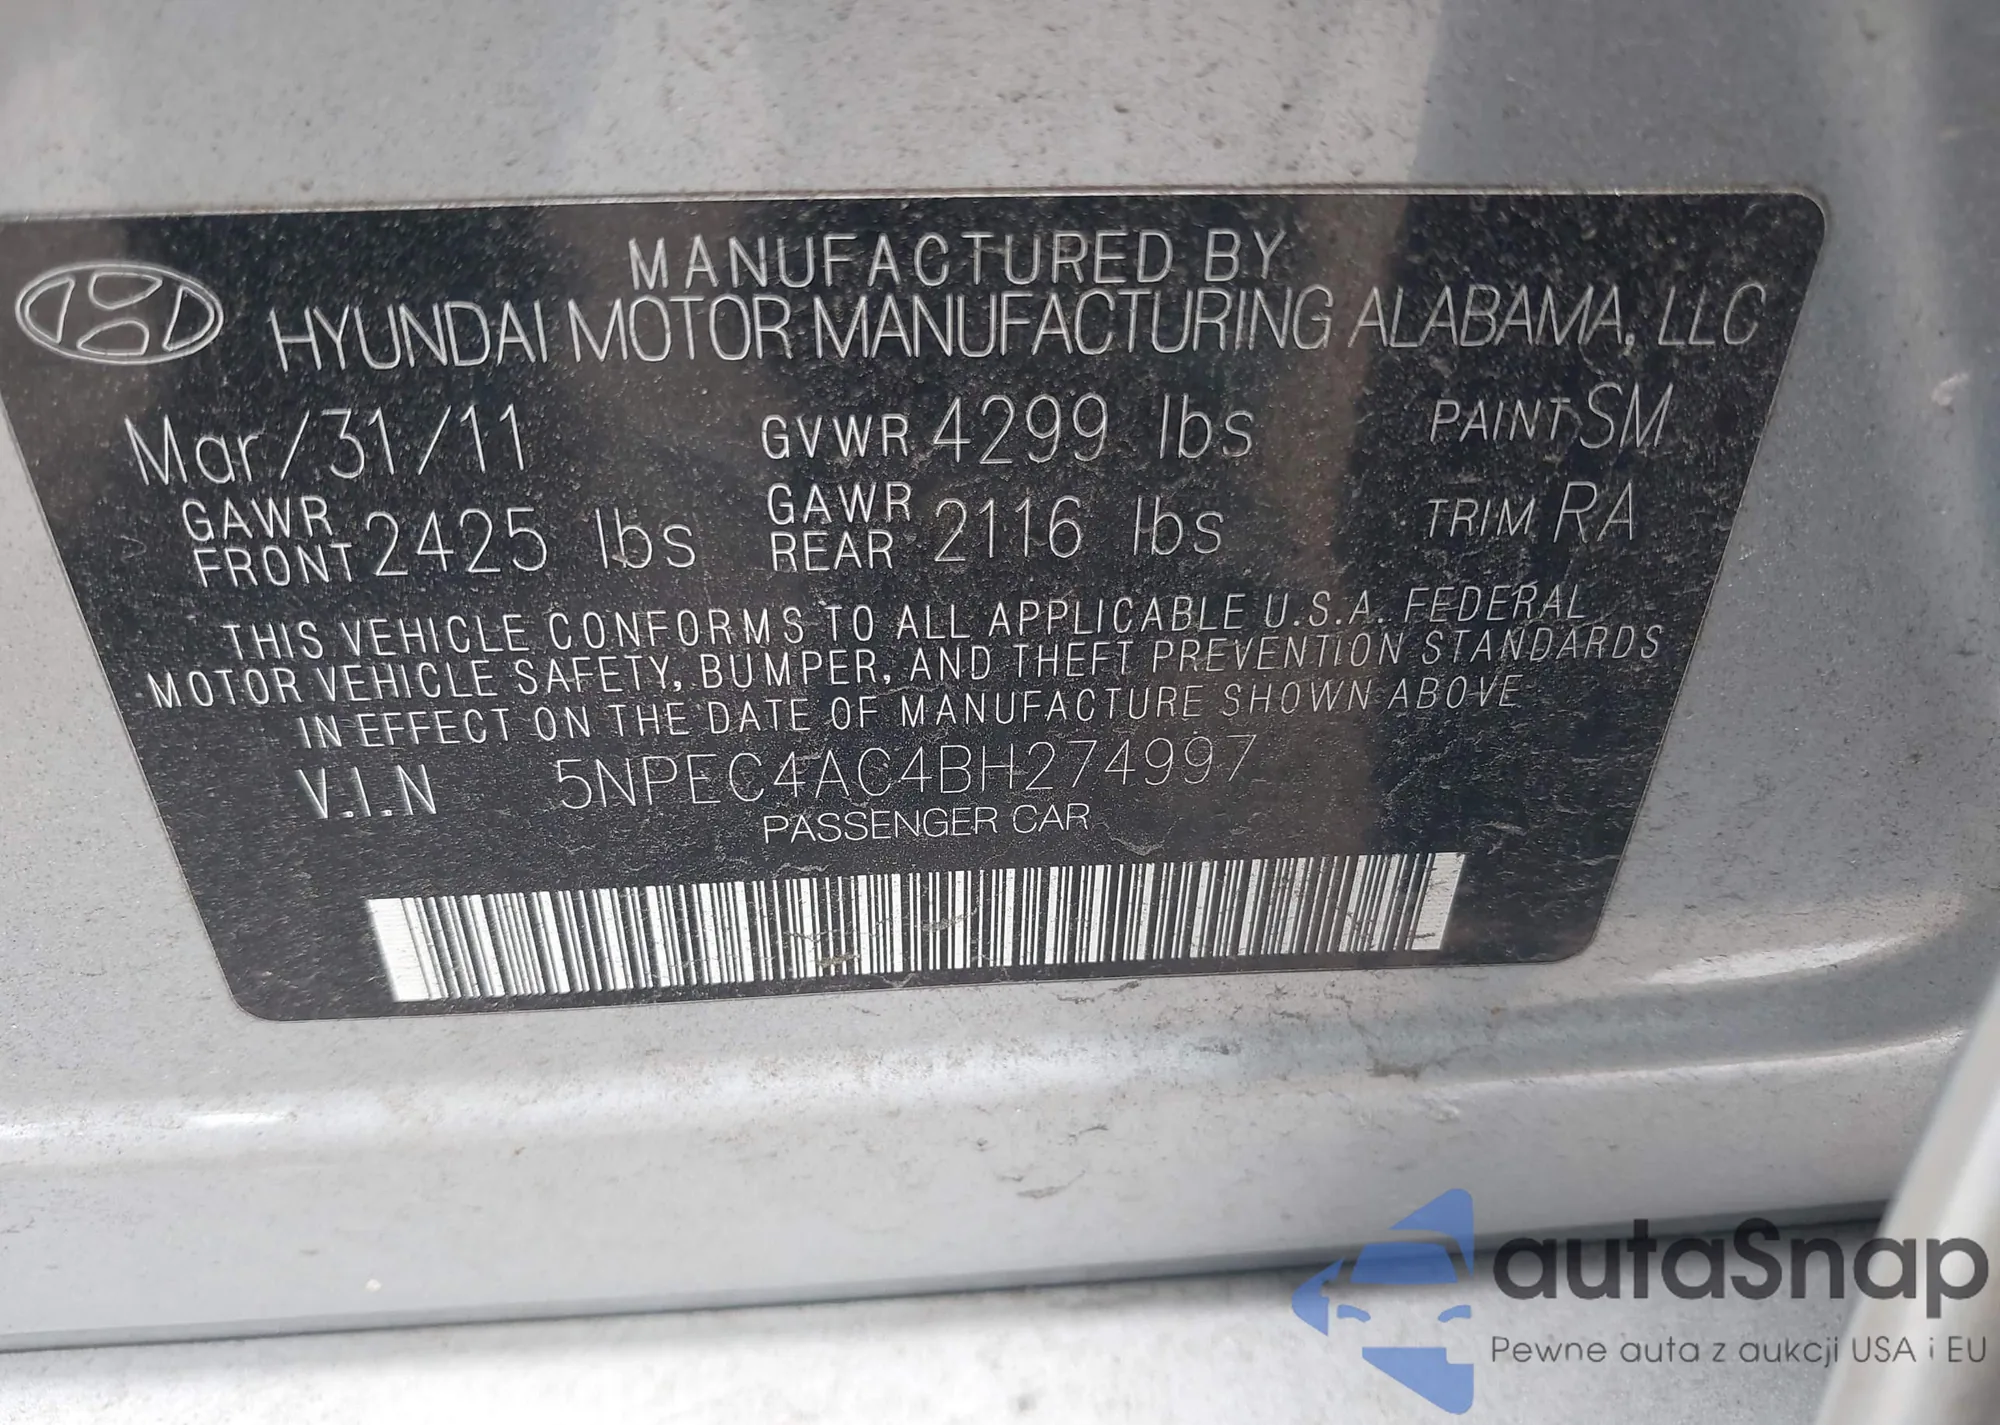 MANUFACTURED BY
HYUNDAI MOTOR MANUFACTURING ALABAMA, LLC
Mar/31/11 GVWR 4299 lbs PAINT SM
GAWR FRONT 2425 lbs GAWR REAR 2116 lbs TRIM RA
THIS VEHICLE CONFORMS TO ALL APPLICABLE U.S.A. FEDERAL
MOTOR VEHICLE SAFETY, BUMPER, AND THEFT PREVENTION STANDARDS
IN EFFECT ON THE DATE OF MANUFACTURE SHOWN ABOVE
V.I.N 5NPEC4AC4BH274997
PASSENGER CAR
autaSnap
Pewne auta z aukcji USA i EU